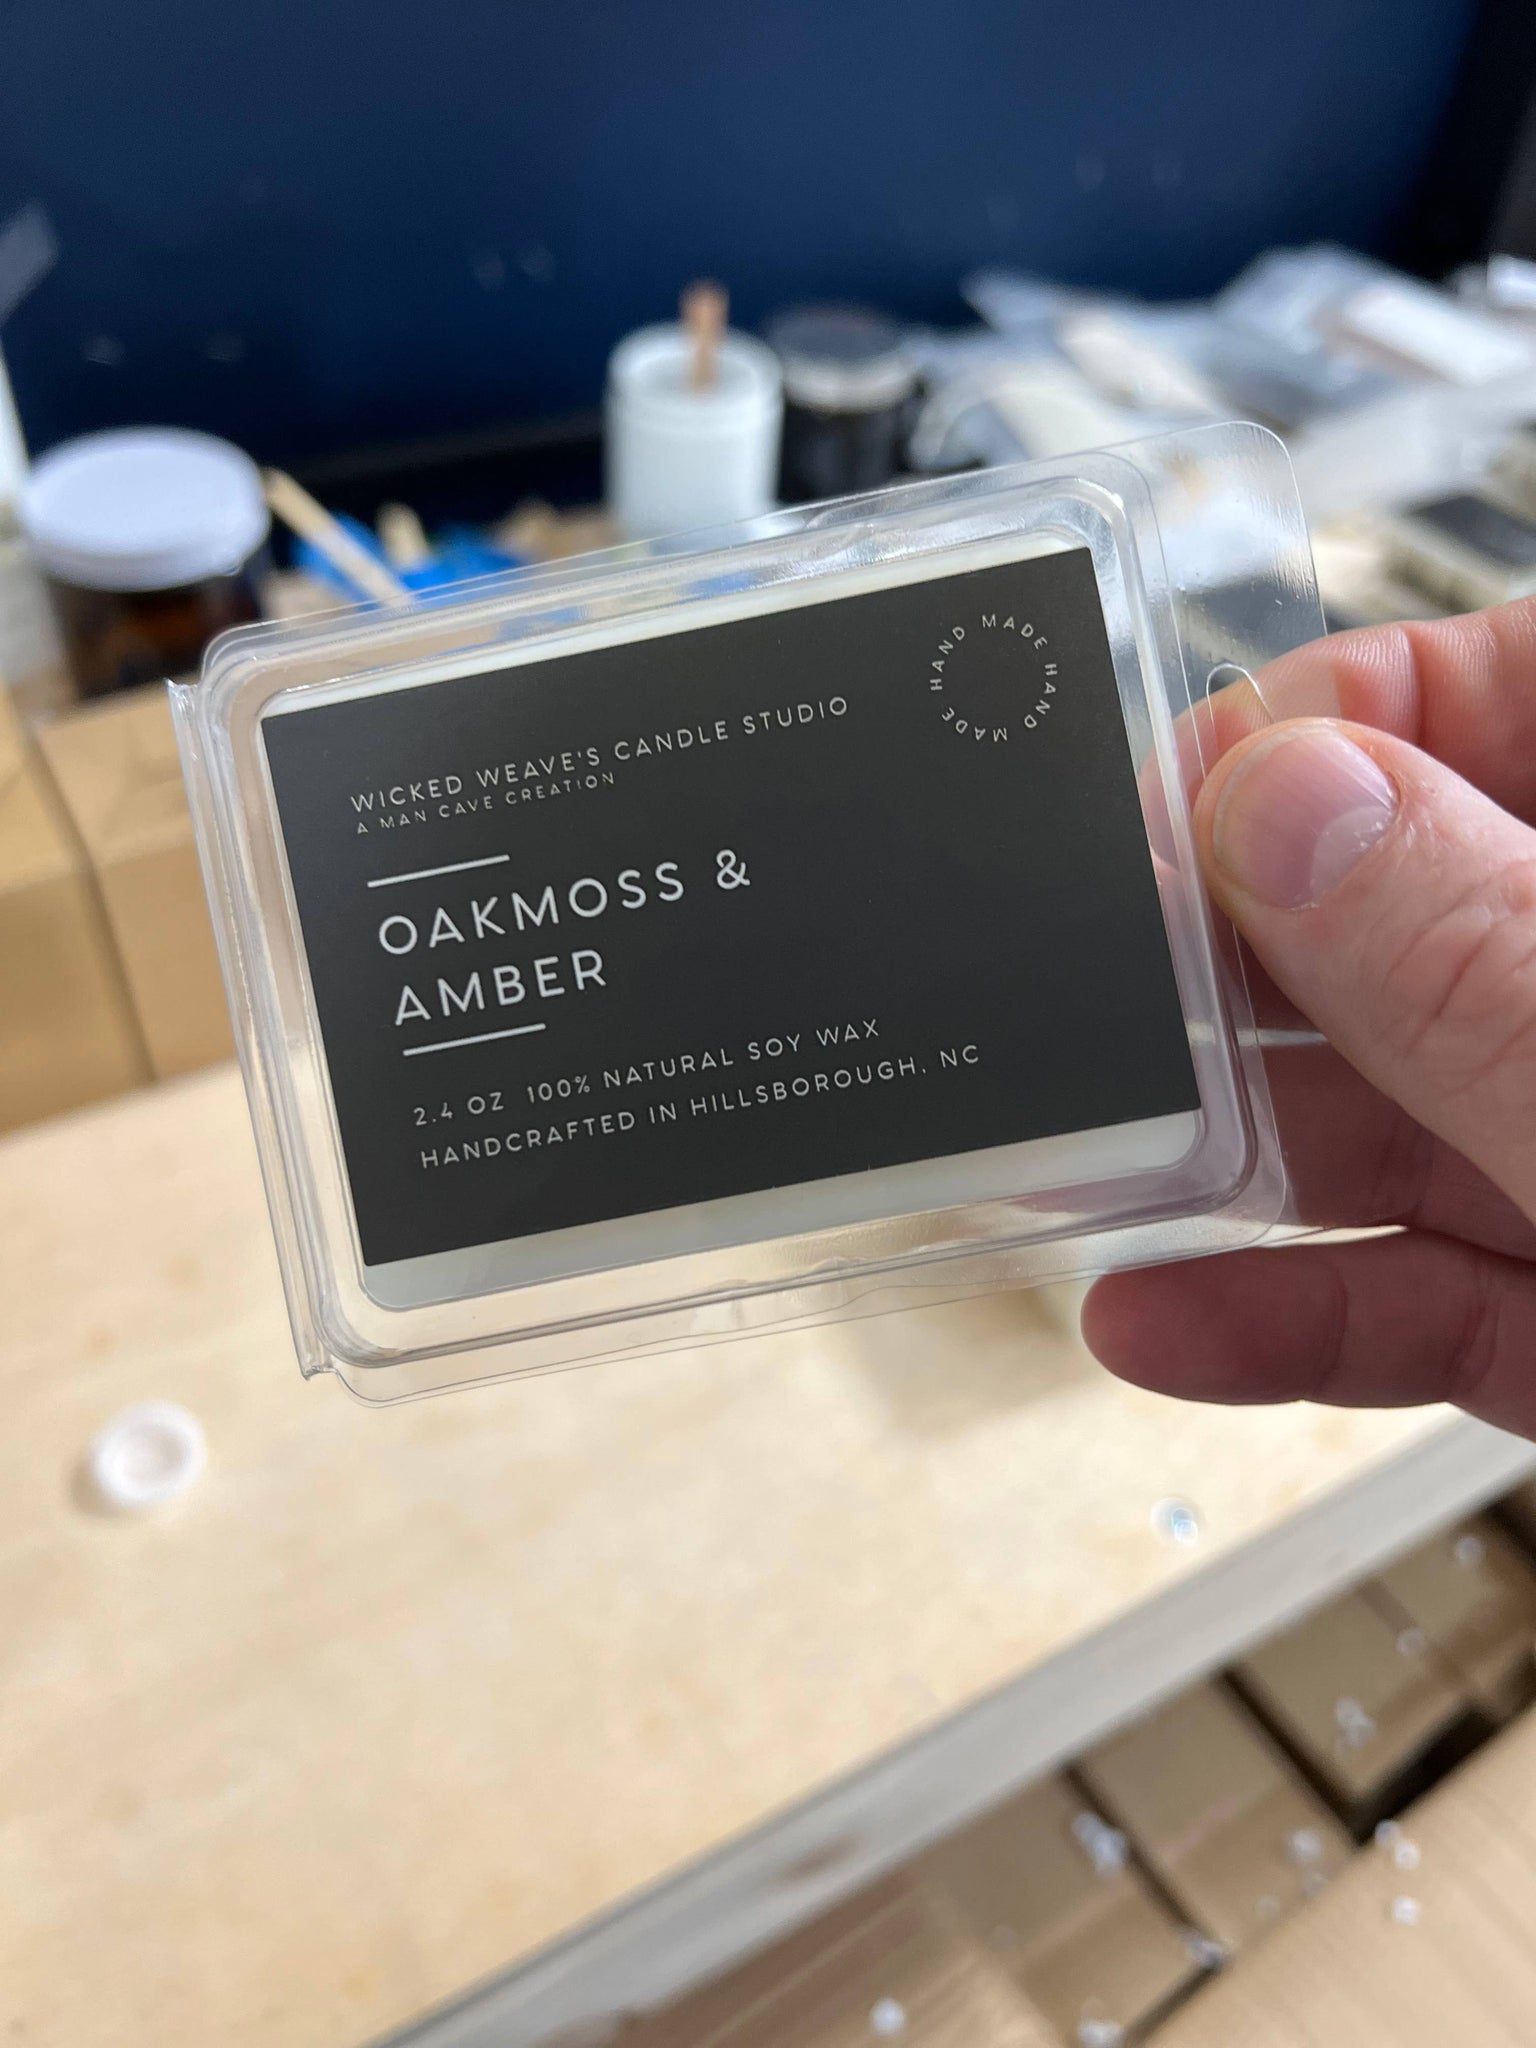 WICKED WEAVE'S CANDLE STUDIO
A MAN CAVE CREATION
HAND MADE HAND MADE
OAKMOSS &
AMBER
2.4 OZ 100% NATURAL SOY WAX
HANDCRAFTED IN HILLSBOROUGH, NC